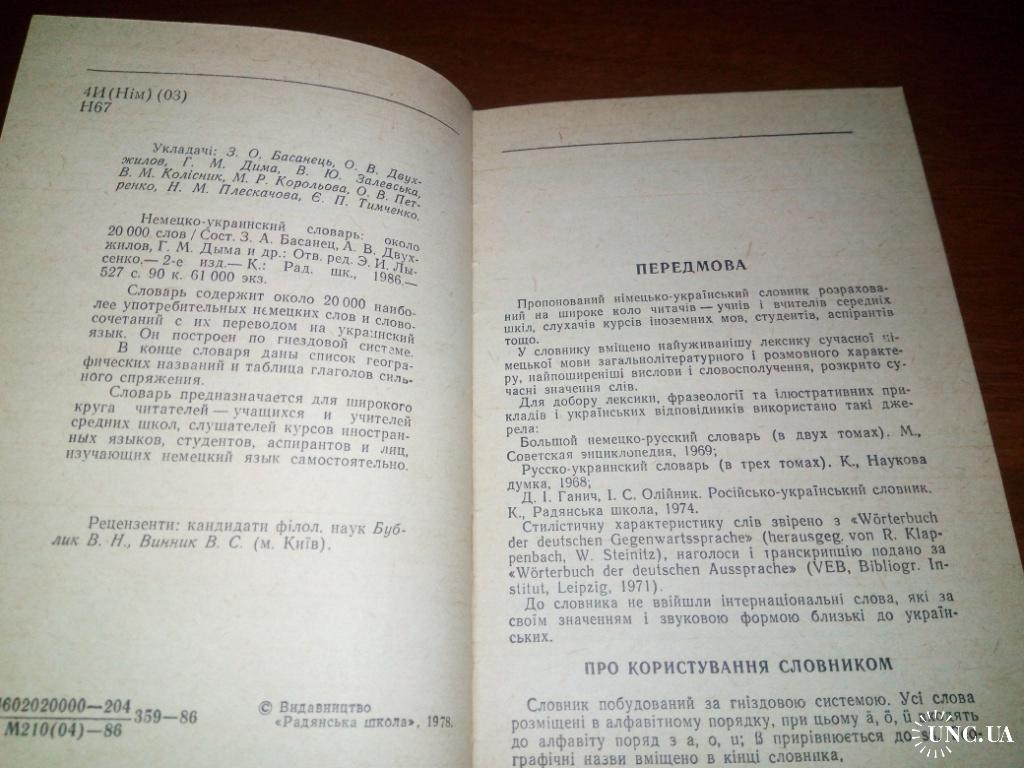 4И(Нім) (03)
Н67
Укладачі: З. О. Басанець, О. В. Двух-
жилов, Г. М. Дима, В. Ю. Залевська,
В. М. Колісник, М. Р. Корольова, О. В. Пет-
ренко, Н. М. Плескачова, Є. П. Тимченко.
Немецко-украинский словарь: около
20 000 слов / Сост. З. А. Басанец, А. В. Двух-
жилов, Г. М. Дыма и др.: Отв. ред. Э. И. Лы-
сенко.— 2-е изд.— К.: Рад. шк., 1986.—
527 с. 90 к. 61 000 экз.
Словарь содержит около 20 000 наибо-
лее употребительных немецких слов и слово-
сочетаний с их переводом на украинский
язык. Он построен по гнездовой системе.
В конце словаря даны список геогра-
фических названий и таблица глаголов силь-
ного спряжения.
Словарь предназначается для широкого
круга читателей — учащихся и учителей
средних школ, слушателей курсов иностран-
ных языков, студентов, аспирантов и лиц,
изучающих немецкий язык самостоятельно.
Рецензенти: кандидати філол. наук Буб-
лик В. Н., Винник В. С. (м. Київ).
4602020000—204
М210(04)—86
359—86
© Видавництво
«Радянська школа», 1978.
ПЕРЕДМОВА
Пропонований німецько-український словник розрахова-
ний на широке коло читачів — учнів і вчителів середніх
шкіл, слухачів курсів іноземних мов, студентів, аспірантів
тощо.
У словнику вміщено найуживанішу лексику сучасної ні-
мецької мови загальнолітературного і розмовного характе-
ру, найпоширеніші вислови і словосполучення, розкрито су-
часні значення слів.
Для добору лексики, фразеології та ілюстративних при-
кладів і українських відповідників використано такі дже-
рела:
Большой немецко-русский словарь (в двух томах). М.,
Советская энциклопедия, 1969;
Русско-украинский словарь (в трех томах). К., Наукова
думка, 1968;
Д. І. Ганич, І. С. Олійник. Російсько-український словник.
К., Радянська школа, 1974.
Стилістичну характеристику слів звірено з «Wörterbuch
der deutschen Gegenwartssprache» (herausgeg. von R. Klap-
penbach, W. Steinitz), наголоси і транскрипцію подано за
«Wörterbuch der deutschen Aussprache» (VEB, Bibliogr. In-
stitut, Leipzig, 1971).
До словника не ввійшли інтернаціональні слова, які за
своїм значенням і звуковою формою близькі до україн-
ських.
ПРО КОРИСТУВАННЯ СЛОВНИКОМ
Словник побудований за гніздовою системою. Усі слова
розміщені в алфавітному порядку, при цьому ä, ö, ü входять
до алфавіту поряд з a, o, u; ß прирівнюється до
графічні назви вміщено в кінці словника.
UNC.UA